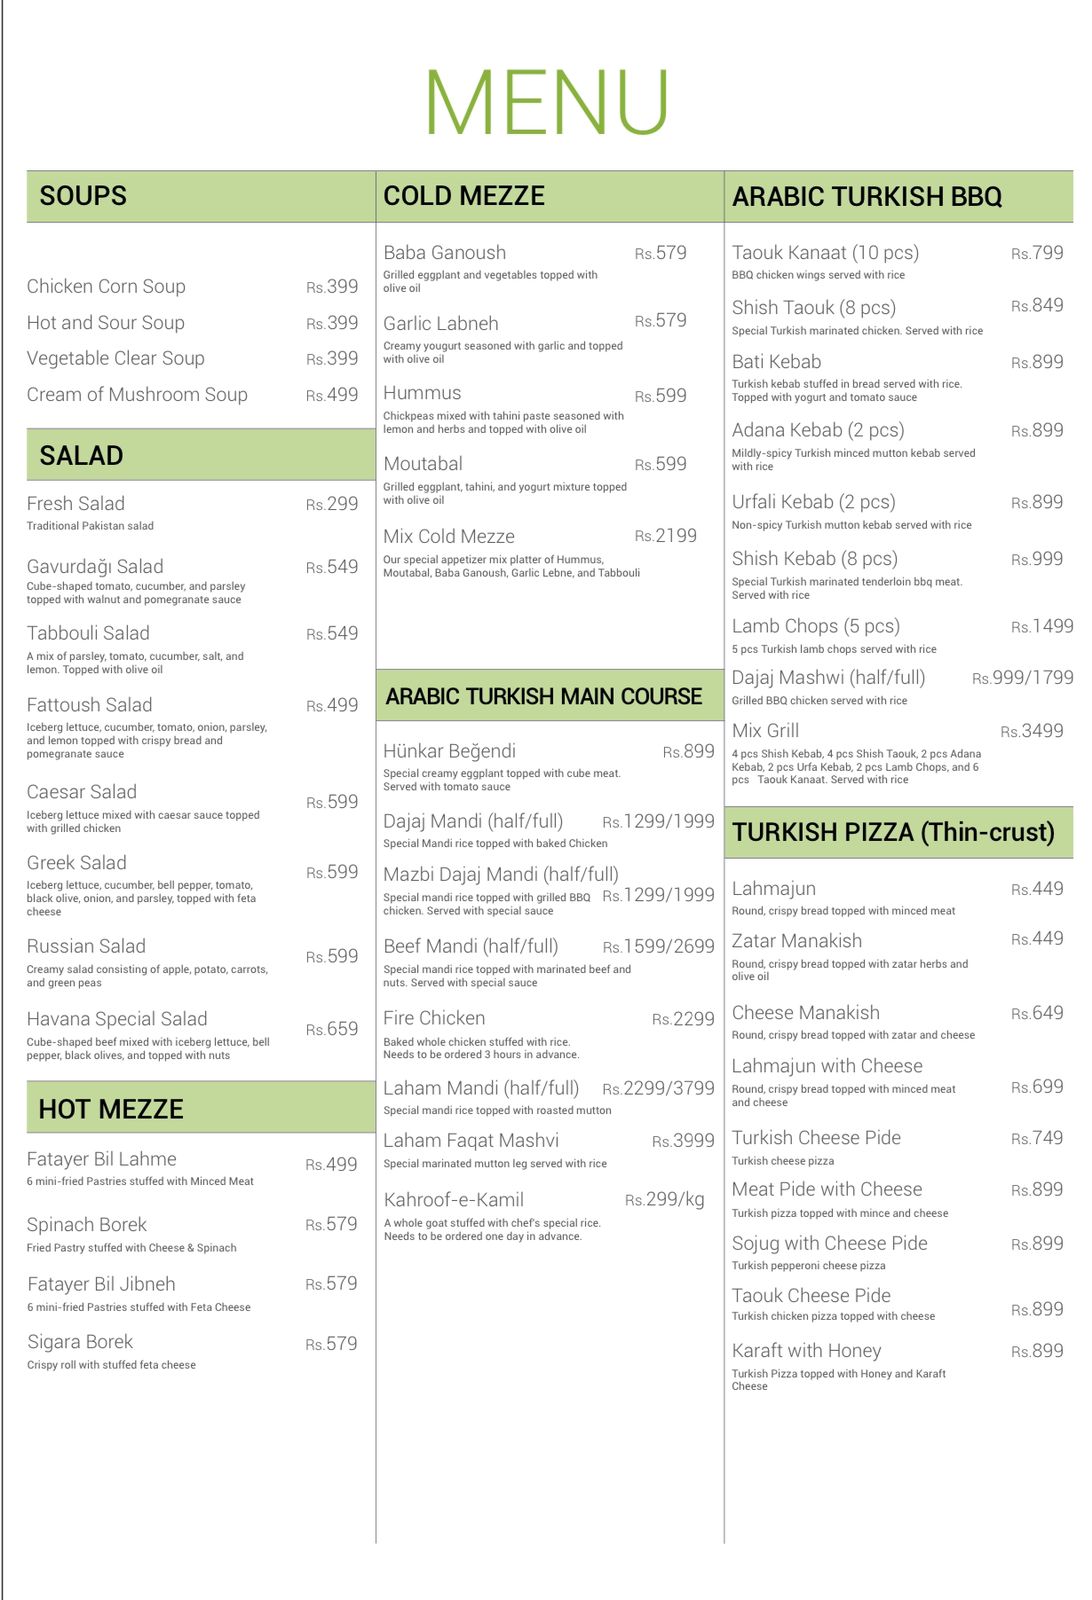 MENU
SOUPS
Chicken Corn Soup Rs.399
Hot and Sour Soup Rs.399
Vegetable Clear Soup Rs.399
Cream of Mushroom Soup Rs.499
SALAD
Fresh Salad Rs.299
Traditional Pakistan salad
Gavurdağı Salad Rs.549
Cube-shaped tomato, cucumber, and parsley
topped with walnut and pomegranate sauce
Tabbouli Salad Rs.549
A mix of parsley, tomato, cucumber, salt, and
lemon. Topped with olive oil
Fattoush Salad Rs.499
Iceberg lettuce, cucumber, tomato, onion, parsley,
and lemon topped with crispy bread and
pomegranate sauce
Caesar Salad Rs.599
Iceberg lettuce mixed with caesar sauce topped
with grilled chicken
Greek Salad Rs.599
Iceberg lettuce, cucumber, bell pepper, tomato,
black olive, onion, and parsley, topped with feta
cheese
Russian Salad Rs.599
Creamy salad consisting of apple, potato, carrots,
and green peas
Havana Special Salad Rs.659
Cube-shaped beef mixed with iceberg lettuce, bell
pepper, black olives, and topped with nuts
HOT MEZZE
Fatayer Bil Lahme Rs.499
6 mini-fried Pastries stuffed with Minced Meat
Spinach Borek Rs.579
Fried Pastry stuffed with Cheese & Spinach
Fatayer Bil Jibneh Rs.579
6 mini-fried Pastries stuffed with Feta Cheese
Sigara Borek Rs.579
Crispy roll with stuffed feta cheese
COLD MEZZE
Baba Ganoush Rs.579
Grilled eggplant and vegetables topped with
olive oil
Garlic Labneh Rs.579
Creamy yougurt seasoned with garlic and topped
with olive oil
Hummus Rs.599
Chickpeas mixed with tahini paste seasoned with
lemon and herbs and topped with olive oil
Moutabal Rs.599
Grilled eggplant, tahini, and yogurt mixture topped
with olive oil
Mix Cold Mezze Rs.2199
Our special appetizer mix platter of Hummus,
Moutabal, Baba Ganoush, Garlic Lebne, and Tabbouli
ARABIC TURKISH MAIN COURSE
Hünkar Beğendi Rs.899
Special creamy eggplant topped with cube meat.
Served with tomato sauce
Dajaj Mandi (half/full) Rs.1299/1999
Special Mandi rice topped with baked Chicken
Mazbi Dajaj Mandi (half/full)
Special mandi rice topped with grilled BBQ Rs.1299/1999
chicken. Served with special sauce
Beef Mandi (half/full) Rs.1599/2699
Special mandi rice topped with marinated beef and
nuts. Served with special sauce
Fire Chicken Rs.2299
Baked whole chicken stuffed with rice.
Needs to be ordered 3 hours in advance.
Laham Mandi (half/full) Rs.2299/3799
Special mandi rice topped with roasted mutton
Laham Faqat Mashvi Rs.3999
Special marinated mutton leg served with rice
Kahroof-e-Kamil Rs.299/kg
A whole goat stuffed with chef's special rice.
Needs to be ordered one day in advance.
ARABIC TURKISH BBQ
Taouk Kanaat (10 pcs) Rs.799
BBQ chicken wings served with rice
Shish Taouk (8 pcs) Rs.849
Special Turkish marinated chicken. Served with rice
Bati Kebab Rs.899
Turkish kebab stuffed in bread served with rice.
Topped with yogurt and tomato sauce
Adana Kebab (2 pcs) Rs.899
Mildly-spicy Turkish minced mutton kebab served
with rice
Urfali Kebab (2 pcs) Rs.899
Non-spicy Turkish mutton kebab served with rice
Shish Kebab (8 pcs) Rs.999
Special Turkish marinated tenderloin bbq meat.
Served with rice
Lamb Chops (5 pcs) Rs.1499
5 pcs Turkish lamb chops served with rice
Dajaj Mashwi (half/full) Rs.999/1799
Grilled BBQ chicken served with rice
Mix Grill Rs.3499
4 pcs Shish Kebab, 4 pcs Shish Taouk, 2 pcs Adana
Kebab, 2 pcs Urfa Kebab, 2 pcs Lamb Chops, and 6
pcs Taouk Kanaat. Served with rice
TURKISH PIZZA (Thin-crust)
Lahmajun Rs.449
Round, crispy bread topped with minced meat
Zatar Manakish Rs.449
Round, crispy bread topped with zatar herbs and
olive oil
Cheese Manakish Rs.649
Round, crispy bread topped with zatar and cheese
Lahmajun with Cheese
Round, crispy bread topped with minced meat Rs.699
and cheese
Turkish Cheese Pide Rs.749
Turkish cheese pizza
Meat Pide with Cheese Rs.899
Turkish pizza topped with mince and cheese
Sojug with Cheese Pide Rs.899
Turkish pepperoni cheese pizza
Taouk Cheese Pide
Turkish chicken pizza topped with cheese Rs.899
Karaft with Honey Rs.899
Turkish Pizza topped with Honey and Karaft
Cheese